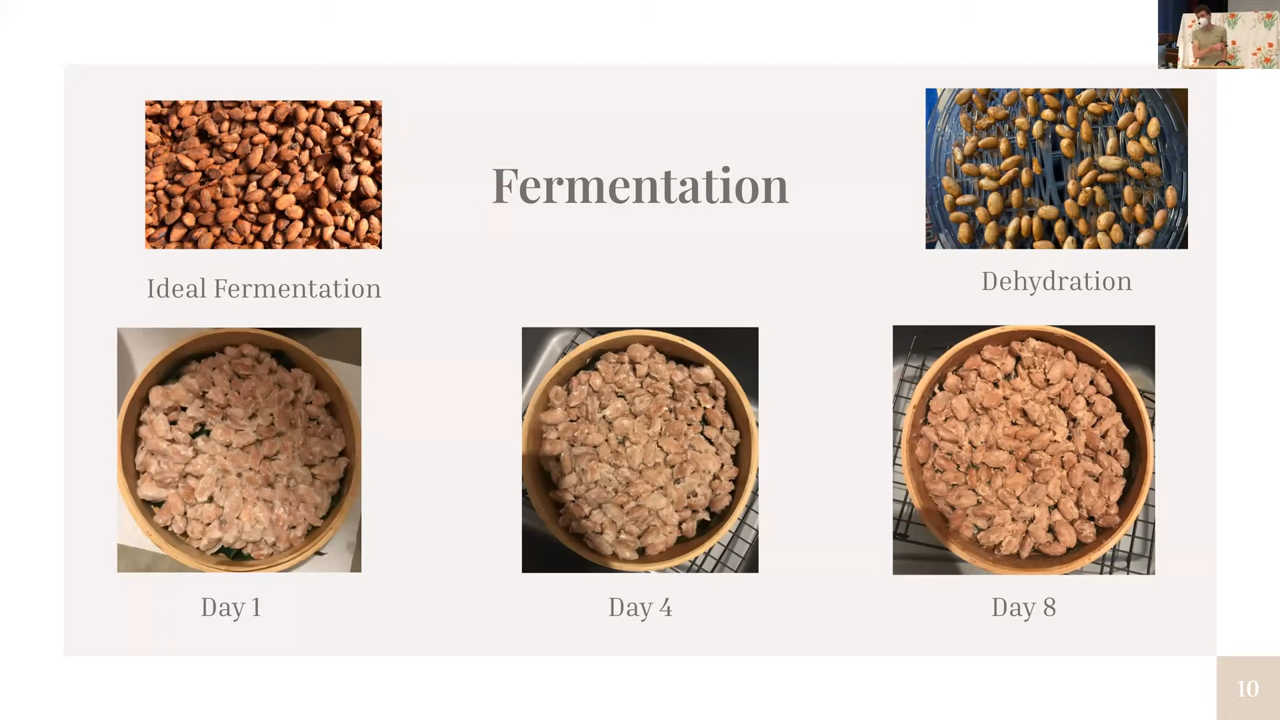 Fermentation
Ideal Fermentation
Dehydration
Day 1
Day 4
Day 8
10